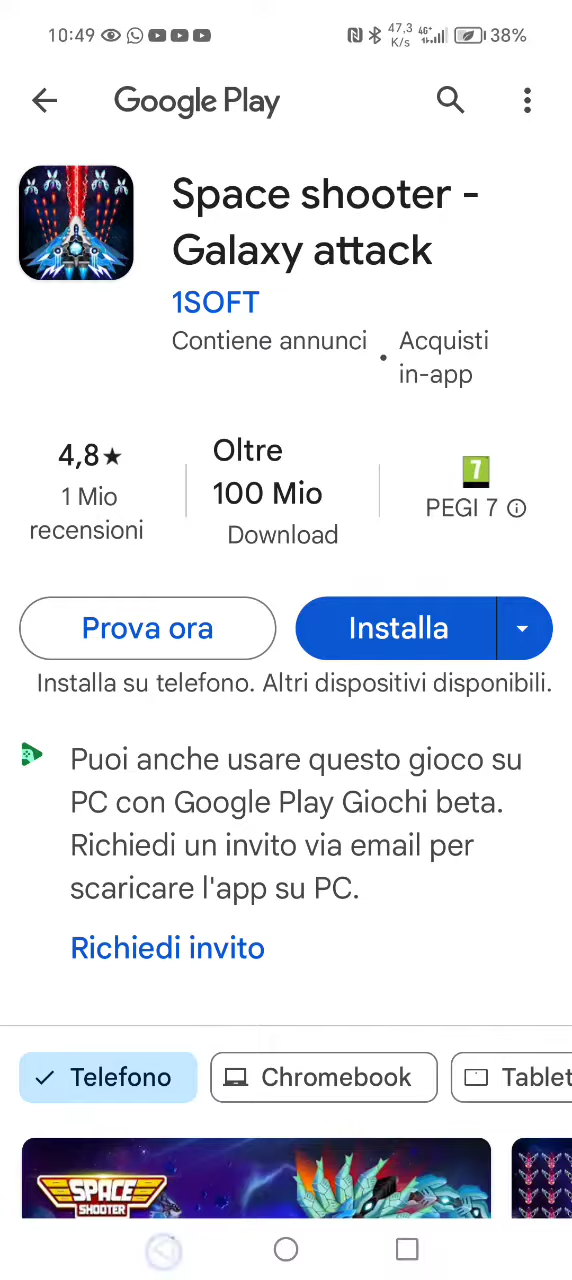 10:49 47,3 K/s 4G+ 38%
Google Play
Space shooter -
Galaxy attack
1SOFT
Contiene annunci • Acquisti
in-app
4,8★
1 Mio
recensioni
Oltre
100 Mio
Download
7
PEGI 7
Prova ora
Installa
Installa su telefono. Altri dispositivi disponibili.
Puoi anche usare questo gioco su
PC con Google Play Giochi beta.
Richiedi un invito via email per
scaricare l'app su PC.
Richiedi invito
Telefono
Chromebook
Tablet
SPACE
SHOOTER